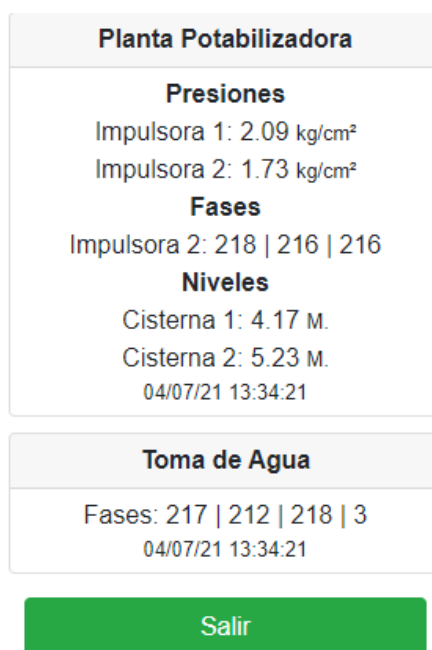 Planta Potabilizadora
Presiones
Impulsora 1: 2.09 kg/cm²
Impulsora 2: 1.73 kg/cm²
Fases
Impulsora 2: 218 | 216 | 216
Niveles
Cisterna 1: 4.17 M.
Cisterna 2: 5.23 M.
04/07/21 13:34:21
Toma de Agua
Fases: 217 | 212 | 218 | 3
04/07/21 13:34:21
Salir